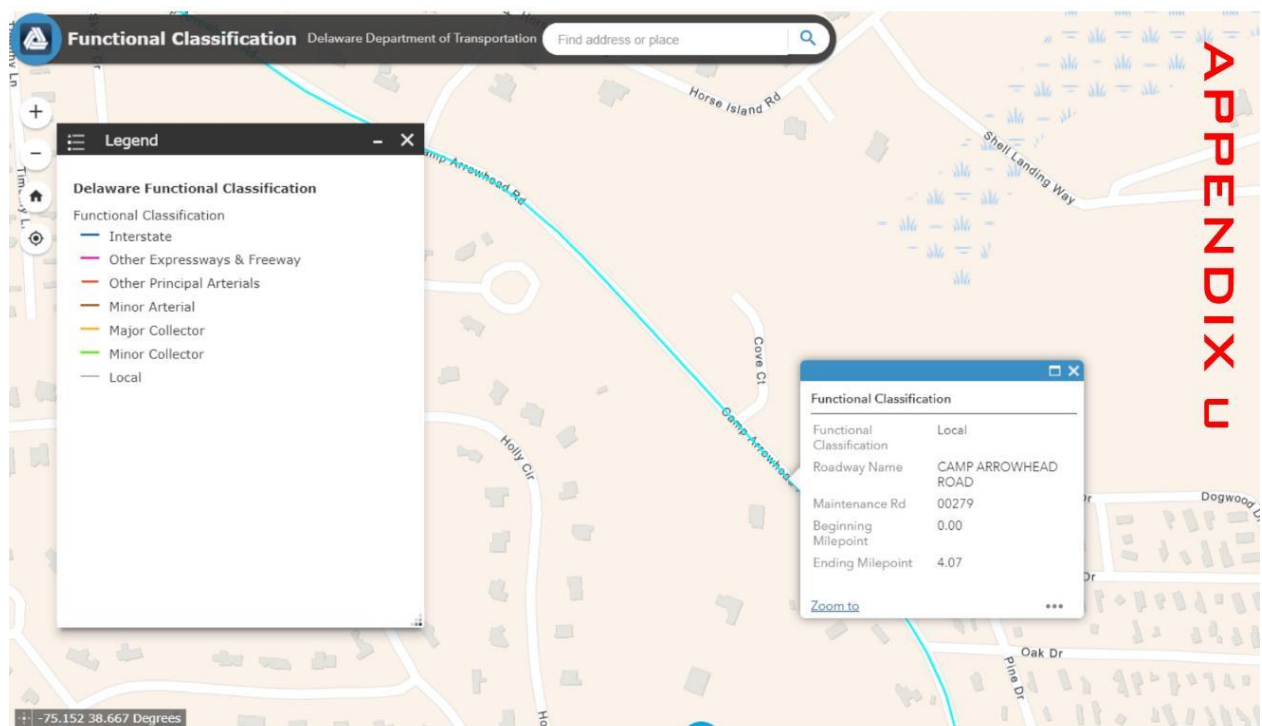 Functional Classification Delaware Department of Transportation
Find address or place
APPENDIX U
Horse Island Rd
Shell Landing Way
+
-
Legend
Delaware Functional Classification
Functional Classification
Interstate
Other Expressways & Freeway
Other Principal Arterials
Minor Arterial
Major Collector
Minor Collector
Local
Arrowhead Rd
Cove Ct
Camp Arrowhead
Holly Cir
Functional Classification
Functional
Classification
Local
Roadway Name
CAMP ARROWHEAD
ROAD
Maintenance Rd
00279
Beginning
Milepoint
0.00
Ending Milepoint
4.07
Zoom to
Dogwood
Dr
Oak Dr
Pine Dr
-75.152 38.667 Degrees